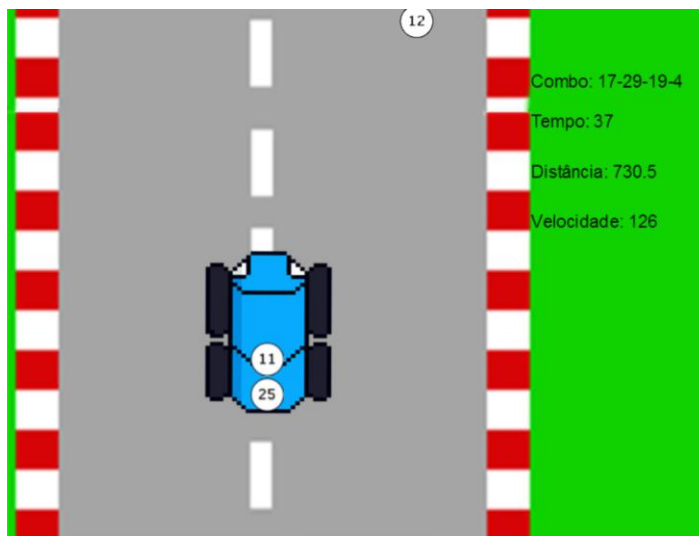 12
Combo: 17-29-19-4
Tempo: 37
Distância: 730.5
Velocidade: 126
11
25